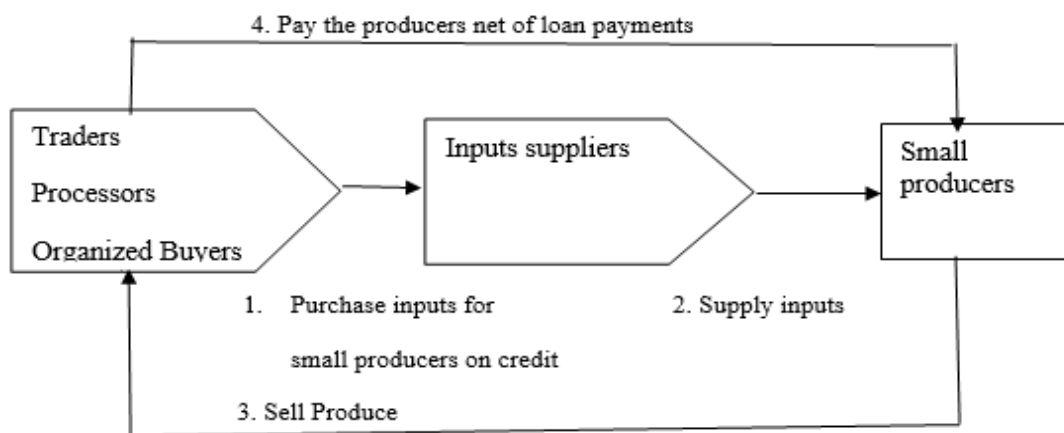 4. Pay the producers net of loan payments
Traders
Processors
Organized Buyers
Inputs suppliers
Small
producers
1. Purchase inputs for
small producers on credit
2. Supply inputs
3. Sell Produce